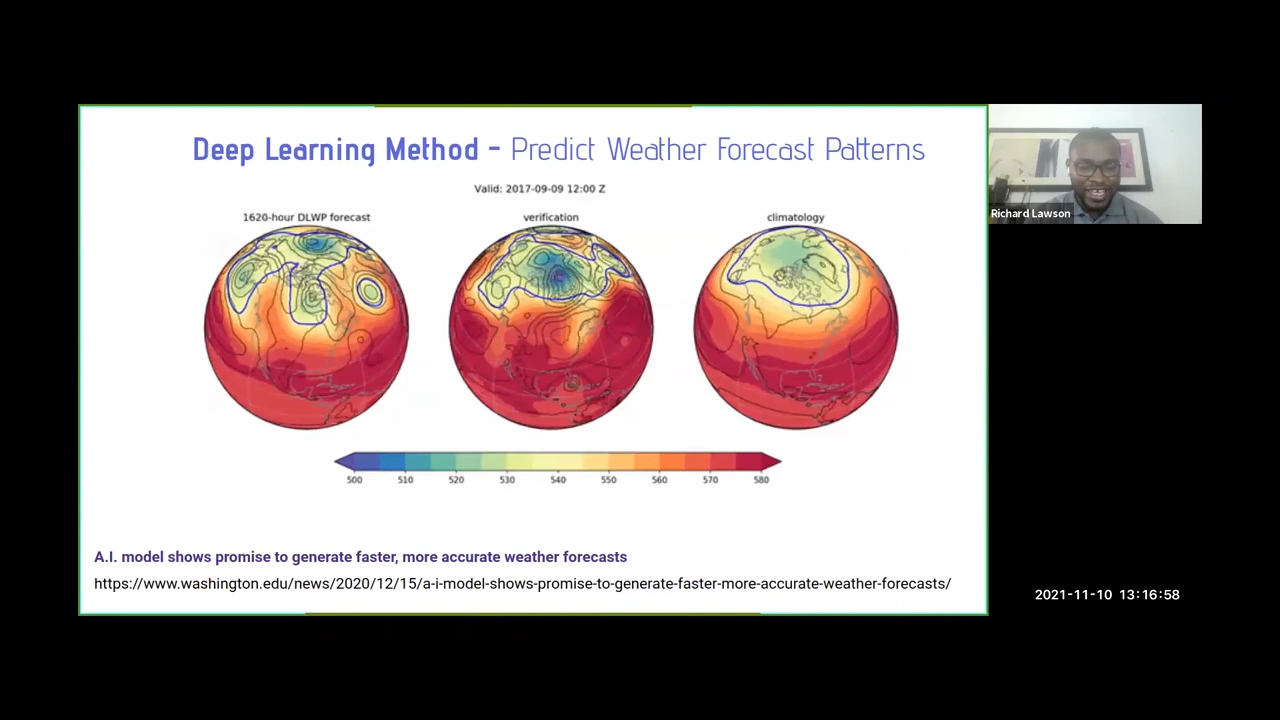 Deep Learning Method - Predict Weather Forecast Patterns
Valid: 2017-09-09 12:00 Z
1620-hour DLWP forecast
verification
climatology
500 510 520 530 540 550 560 570 580
A.I. model shows promise to generate faster, more accurate weather forecasts
https://www.washington.edu/news/2020/12/15/a-i-model-shows-promise-to-generate-faster-more-accurate-weather-forecasts/
Richard Lawson
2021-11-10 13:16:58